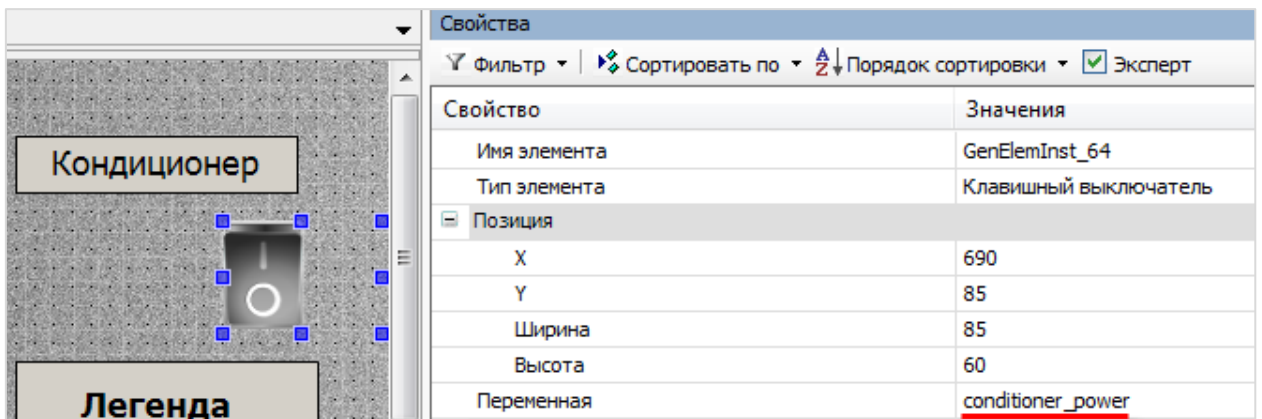 Свойства
Фильтр Сортировать по Порядок сортировки Эксперт
Свойство Значения
Кондиционер
Имя элемента GenElemInst_64
Тип элемента Клавишный выключатель
Позиция
X 690
Y 85
Ширина 85
Высота 60
Легенда
Переменная conditioner_power